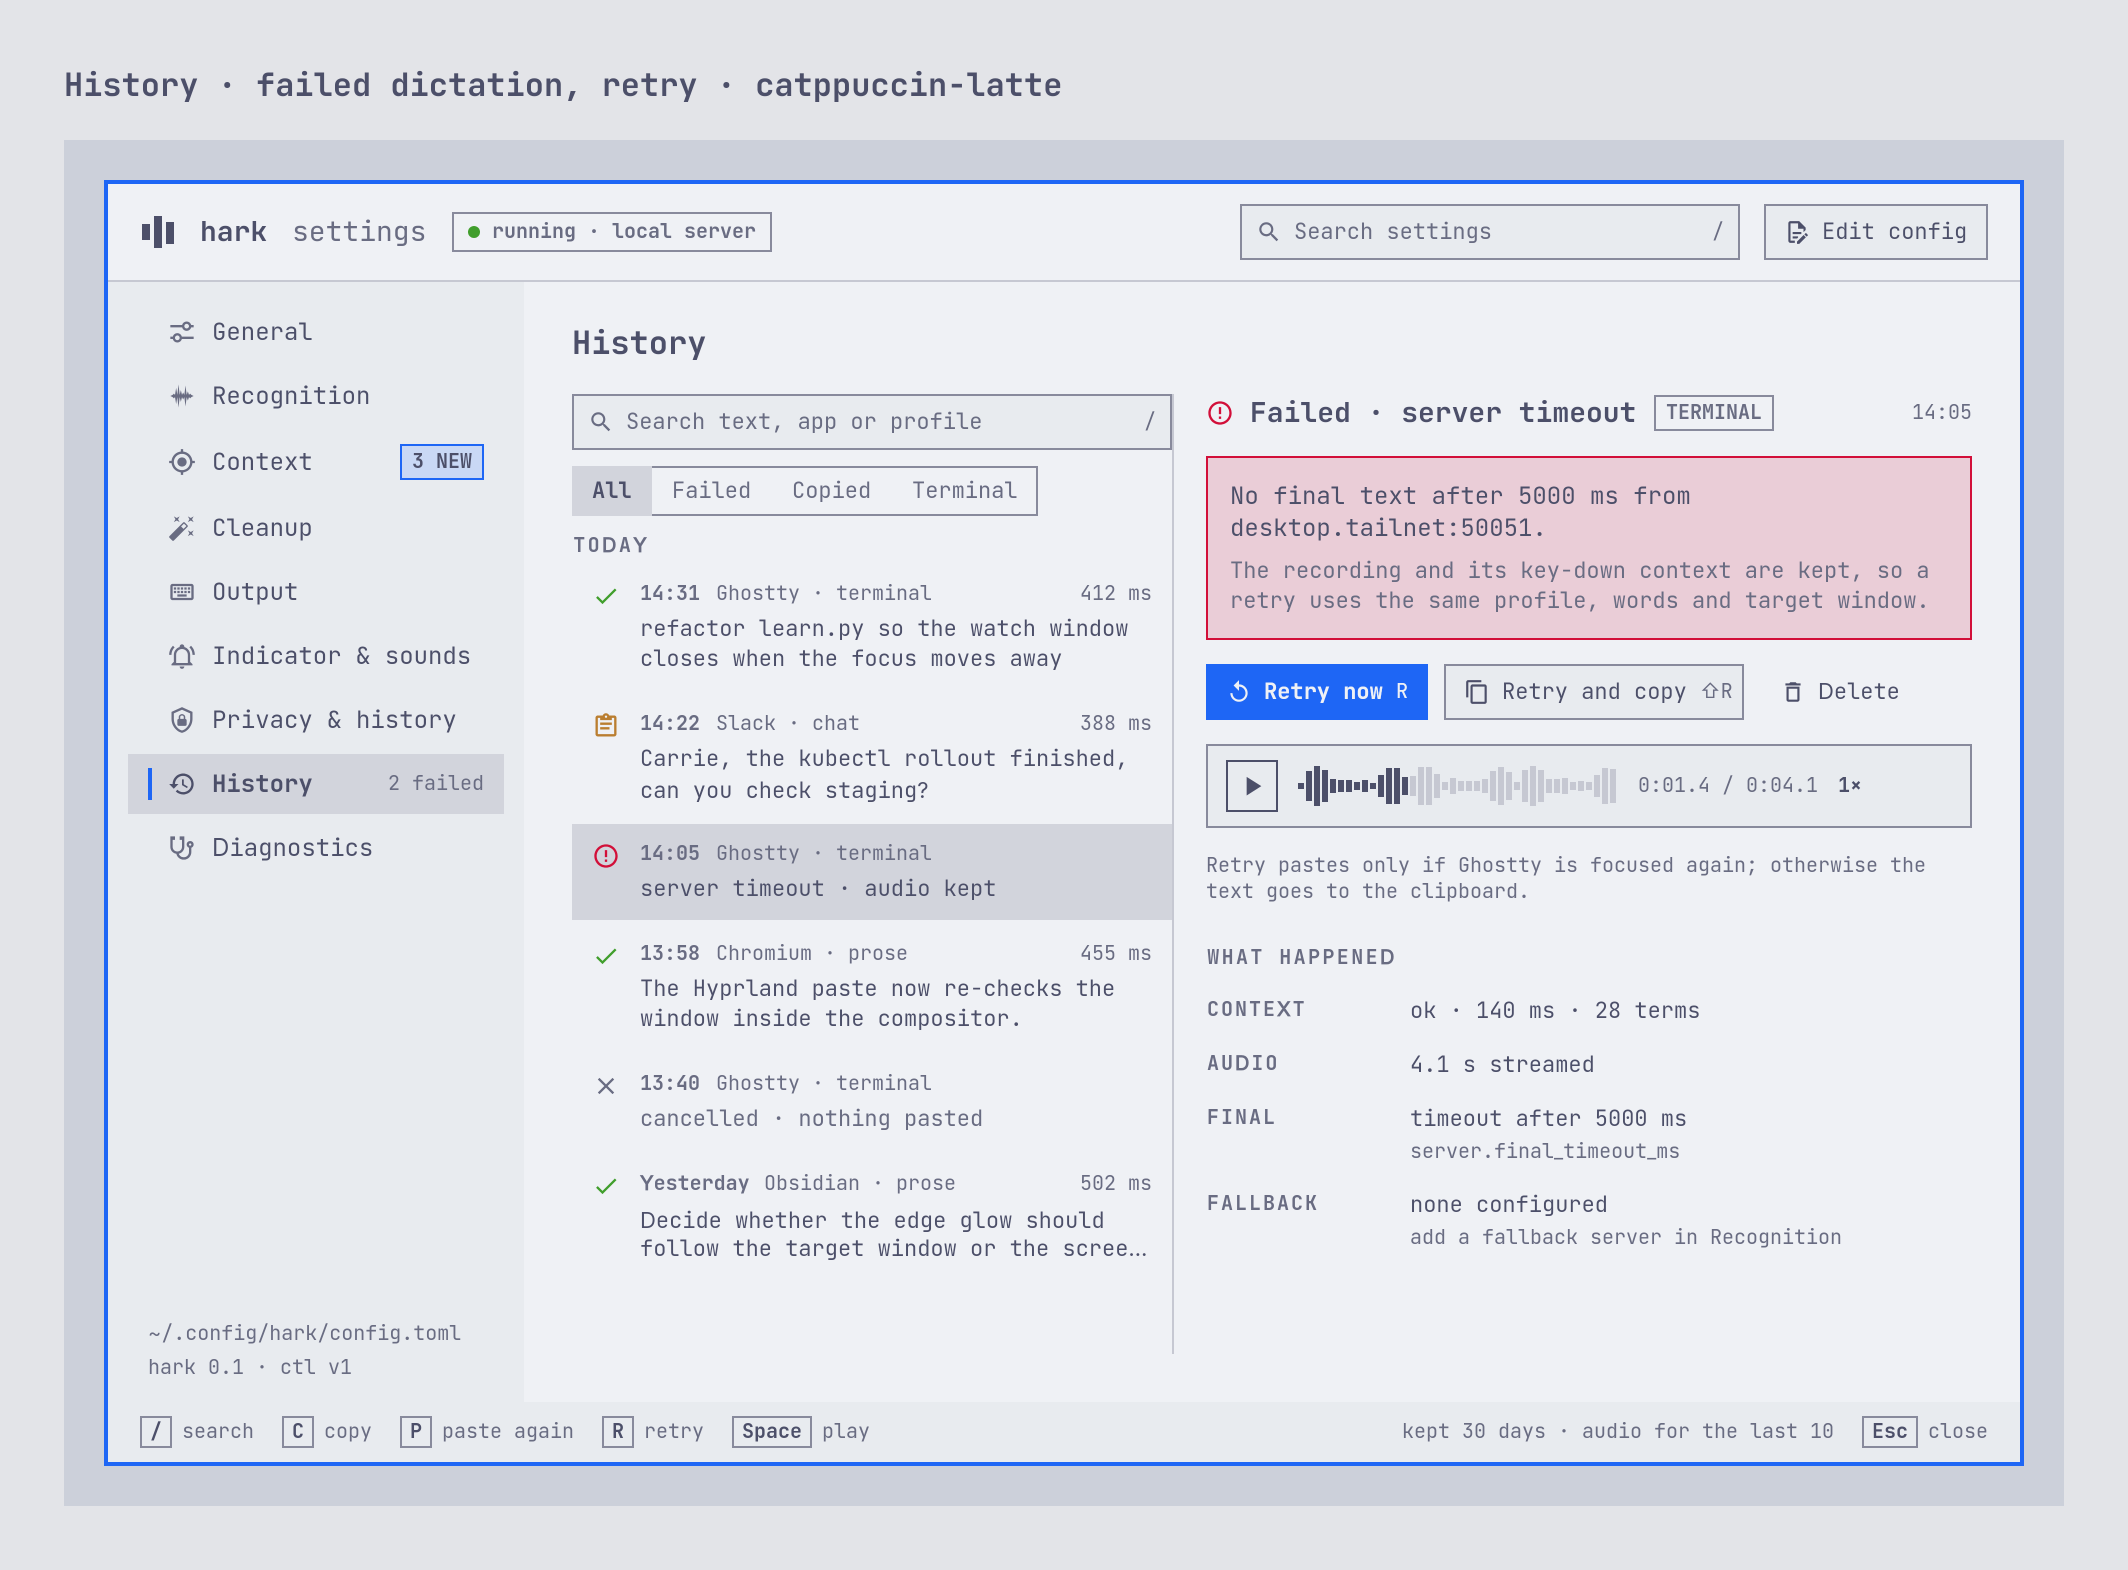 History · failed dictation, retry · catppuccin-latte
hark settings
running · local server
Search settings /
Edit config
General
Recognition
Context 3 NEW
Cleanup
Output
Indicator & sounds
Privacy & history
History 2 failed
Diagnostics
~/.config/hark/config.toml
hark 0.1 · ctl v1
History
Search text, app or profile /
All Failed Copied Terminal
TODAY
14:31 Ghostty · terminal 412 ms
refactor learn.py so the watch window
closes when the focus moves away
14:22 Slack · chat 388 ms
Carrie, the kubectl rollout finished,
can you check staging?
14:05 Ghostty · terminal
server timeout · audio kept
13:58 Chromium · prose 455 ms
The Hyprland paste now re-checks the
window inside the compositor.
13:40 Ghostty · terminal
cancelled · nothing pasted
Yesterday Obsidian · prose 502 ms
Decide whether the edge glow should
follow the target window or the scree…
Failed · server timeout TERMINAL 14:05
No final text after 5000 ms from
desktop.tailnet:50051.
The recording and its key-down context are kept, so a
retry uses the same profile, words and target window.
Retry now R
Retry and copy ⇧R
Delete
0:01.4 / 0:04.1 1×
Retry pastes only if Ghostty is focused again; otherwise the
text goes to the clipboard.
WHAT HAPPENED
CONTEXT ok · 140 ms · 28 terms
AUDIO 4.1 s streamed
FINAL timeout after 5000 ms
server.final_timeout_ms
FALLBACK none configured
add a fallback server in Recognition
/ search C copy P paste again R retry Space play
kept 30 days · audio for the last 10 Esc close